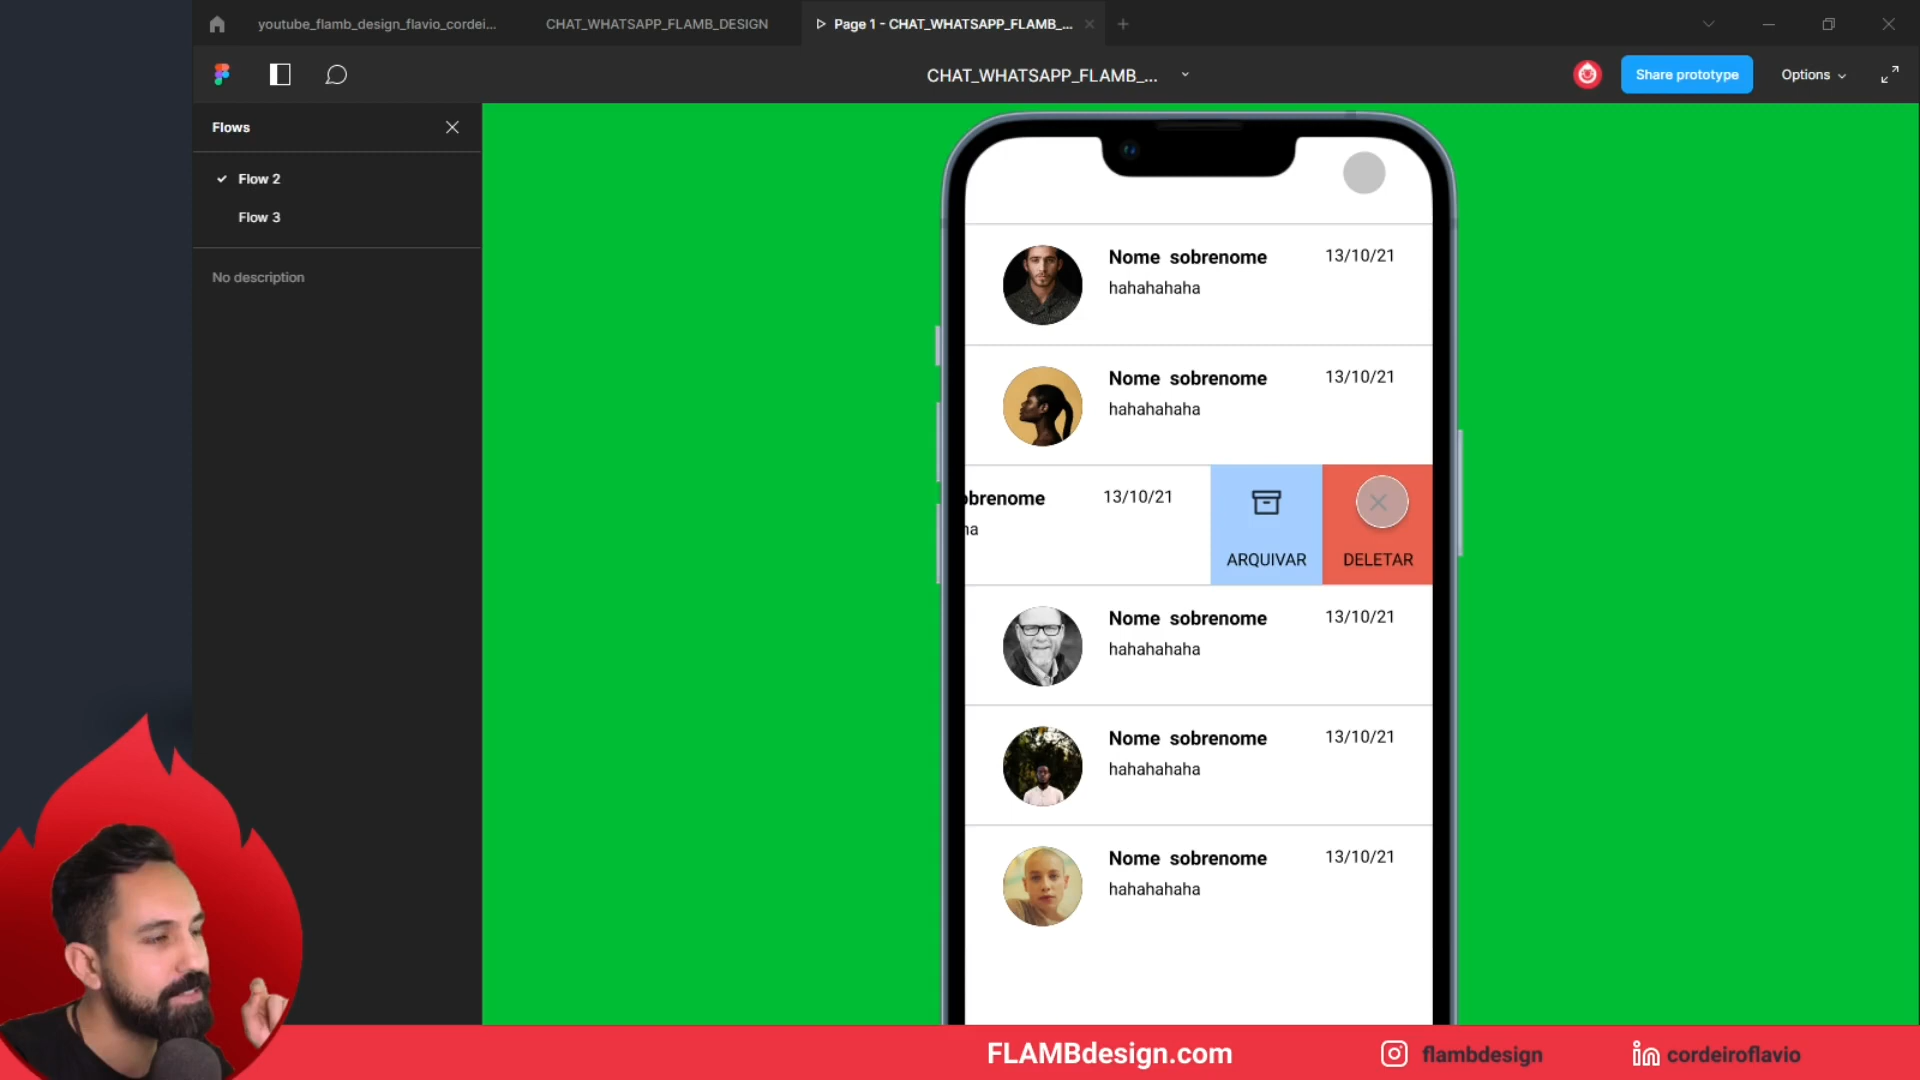 youtube_flamb_design_flavio_cordei...
CHAT_WHATSAPP_FLAMB_DESIGN
Page 1 - CHAT_WHATSAPP_FLAMB_...
CHAT_WHATSAPP_FLAMB_...
Share prototype
Options
Flows
Flow 2
Flow 3
No description
Nome sobrenome
13/10/21
hahahahaha
Nome sobrenome
13/10/21
hahahahaha
obrenome
13/10/21
ha
ARQUIVAR
DELETAR
Nome sobrenome
13/10/21
hahahahaha
Nome sobrenome
13/10/21
hahahahaha
Nome sobrenome
13/10/21
hahahahaha
FLAMBdesign.com
flambdesign
in cordeiroflavio